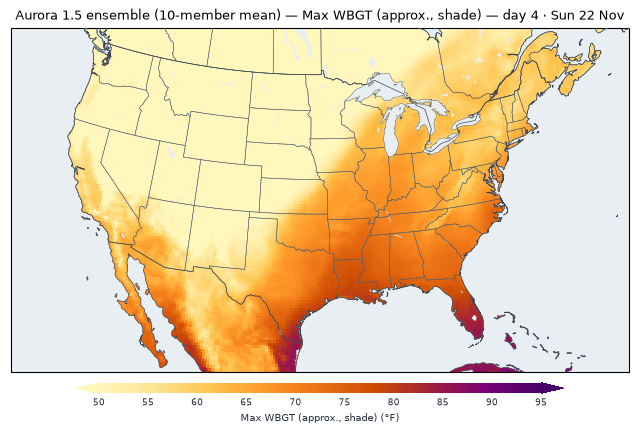 Aurora 1.5 ensemble (10-member mean) — Max WBGT (approx., shade) — day 4 · Sun 22 Nov
50 55 60 65 70 75 80 85 90 95
Max WBGT (approx., shade) (°F)